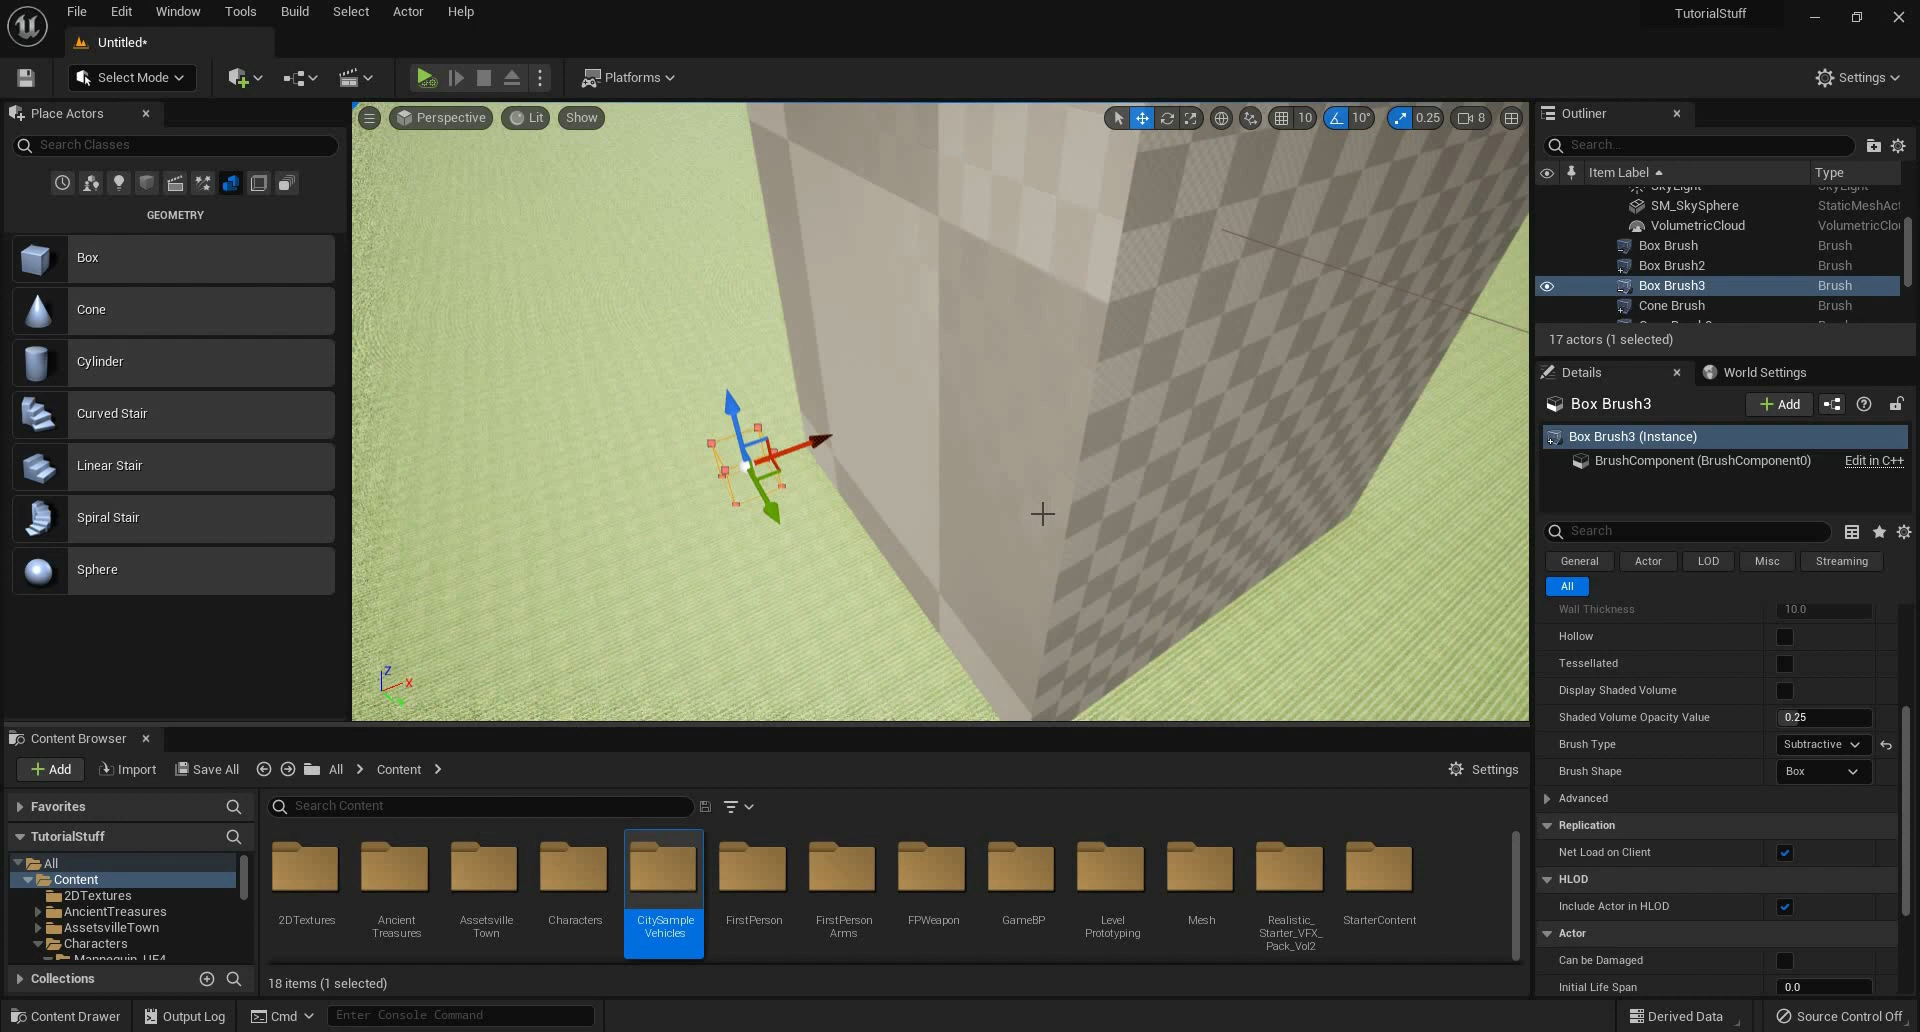 File Edit Window Tools Build Select Actor Help
TutorialStuff
Untitled*
Select Mode
Platforms
Settings
Place Actors
Search Classes
GEOMETRY
Box
Cone
Cylinder
Curved Stair
Linear Stair
Spiral Stair
Sphere
Perspective Lit Show
10 10° 0.25 8
Z
X
Outliner
Search...
Item Label Type
SkyLight
SM_SkySphere StaticMeshAct
VolumetricCloud VolumetricClou
Box Brush Brush
Box Brush2 Brush
Box Brush3 Brush
Cone Brush Brush
17 actors (1 selected)
Details World Settings
Box Brush3 Add
Box Brush3 (Instance)
BrushComponent (BrushComponent0) Edit in C++
Search
General Actor LOD Misc Streaming
All
Wall Thickness 10.0
Hollow
Tessellated
Display Shaded Volume
Shaded Volume Opacity Value 0.25
Brush Type Subtractive
Brush Shape Box
Advanced
Replication
Net Load on Client
HLOD
Include Actor in HLOD
Actor
Can be Damaged
Initial Life Span 0.0
Content Browser
Add Import Save All All Content Settings
Favorites
TutorialStuff
All
Content
2DTextures
AncientTreasures
AssetsvilleTown
Characters
Mannequin_UE4
Collections
Search Content
2DTextures
Ancient
Treasures
Assetsville
Town
Characters
CitySample
Vehicles
FirstPerson
FirstPerson
Arms
FPWeapon
GameBP
Level
Prototyping
Mesh
Realistic_
Starter_VFX_
Pack_Vol2
StarterContent
18 items (1 selected)
Content Drawer Output Log Cmd Enter Console Command Derived Data Source Control Off